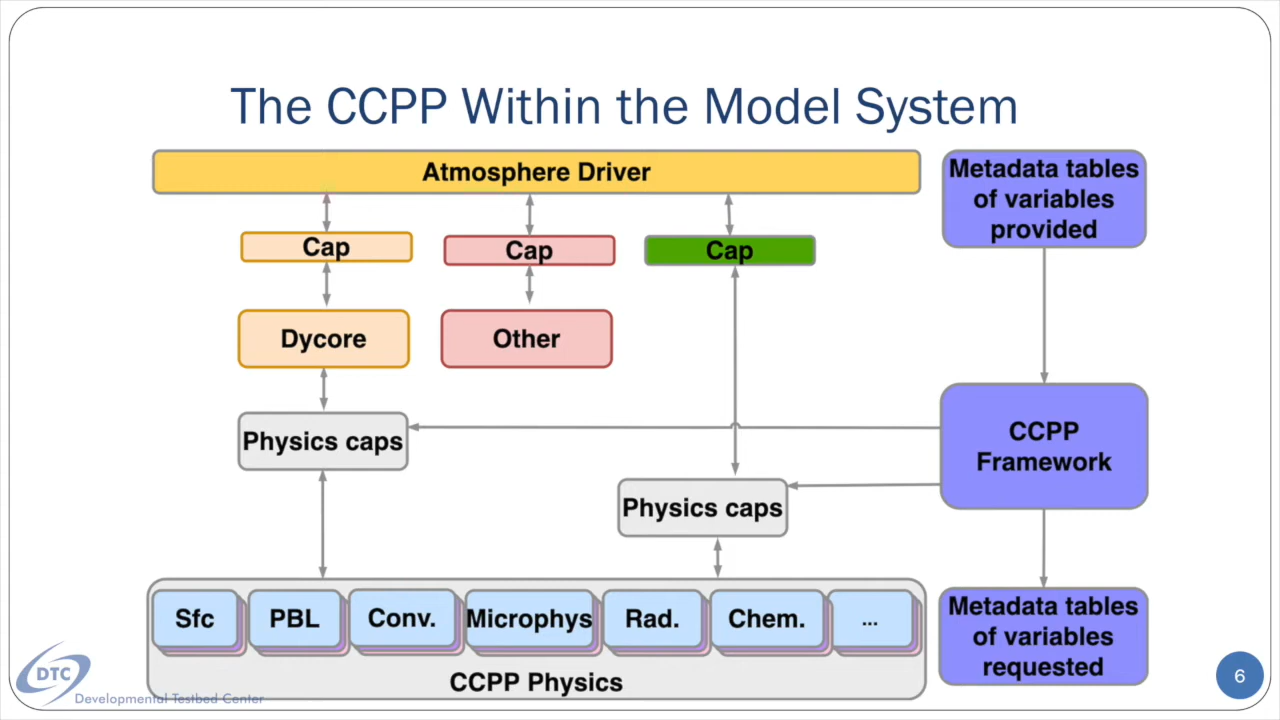 The CCPP Within the Model System
Atmosphere Driver
Metadata tables
of variables
provided
Cap
Cap
Cap
Dycore
Other
Physics caps
CCPP
Framework
Physics caps
Sfc
PBL
Conv.
Microphys
Rad.
Chem.
...
CCPP Physics
Metadata tables
of variables
requested
DTC
Developmental Testbed Center
6